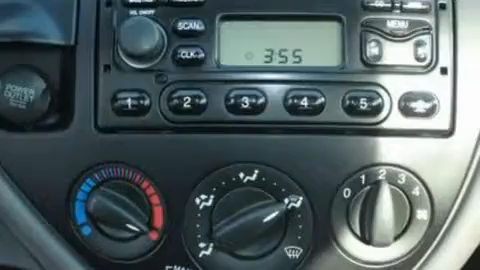 VOL ON/OFF
SCAN
CLK
MENU
3:55
POWER
OUTLET
1 2 3 4 5
0 1 2 3 4